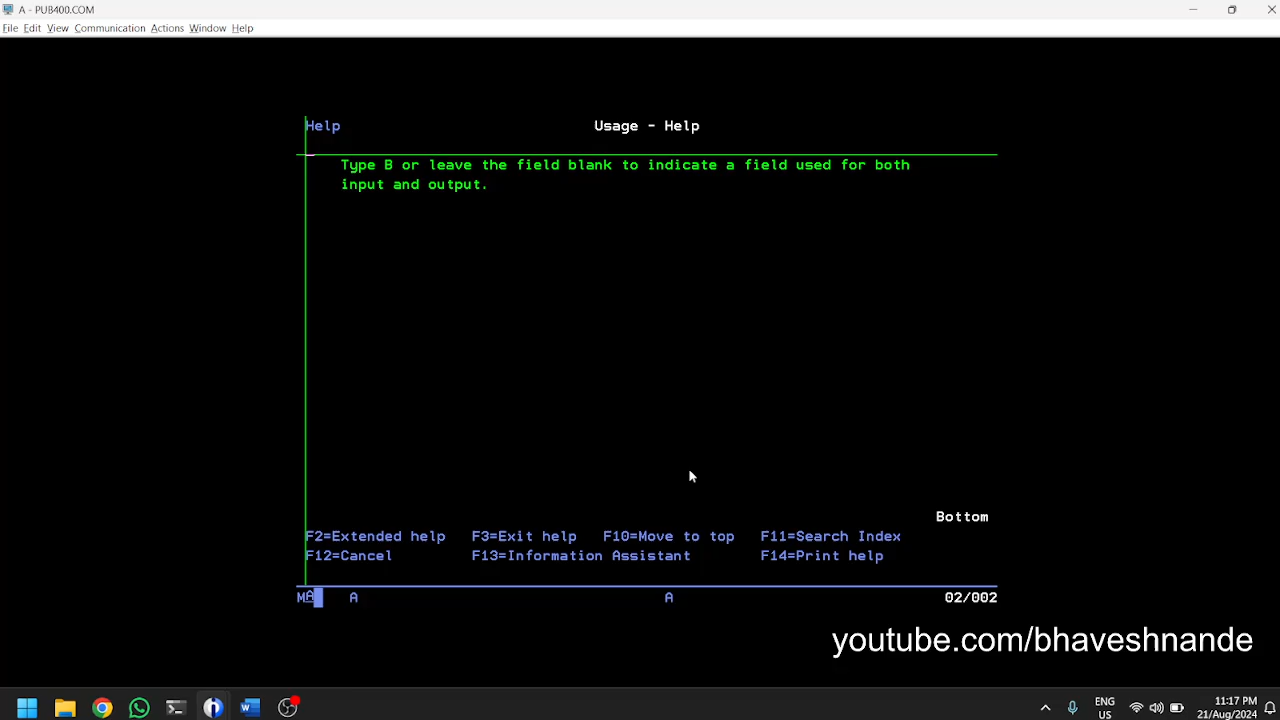 A - PUB400.COM
File Edit View Communication Actions Window Help
Help Usage - Help
Type B or leave the field blank to indicate a field used for both
input and output.
Bottom
F2=Extended help F3=Exit help F10=Move to top F11=Search Index
F12=Cancel F13=Information Assistant F14=Print help
MA A A 02/002
youtube.com/bhaveshnande
ENG 11:17 PM
US 21/Aug/2024